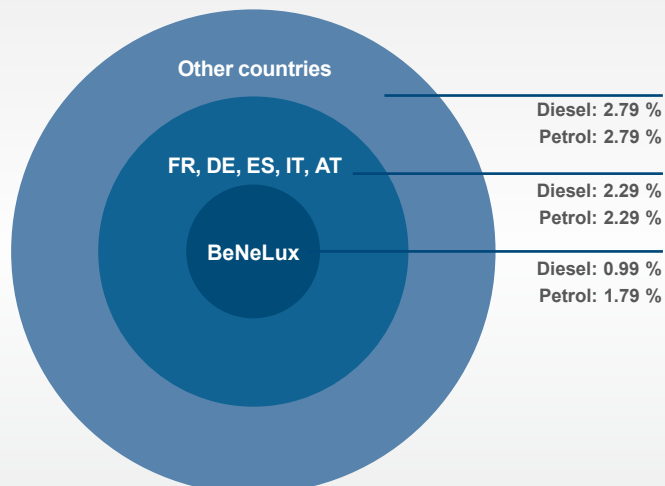 Other countries
Diesel: 2.79 %
Petrol: 2.79 %
FR, DE, ES, IT, AT
Diesel: 2.29 %
Petrol: 2.29 %
BeNeLux
Diesel: 0.99 %
Petrol: 1.79 %